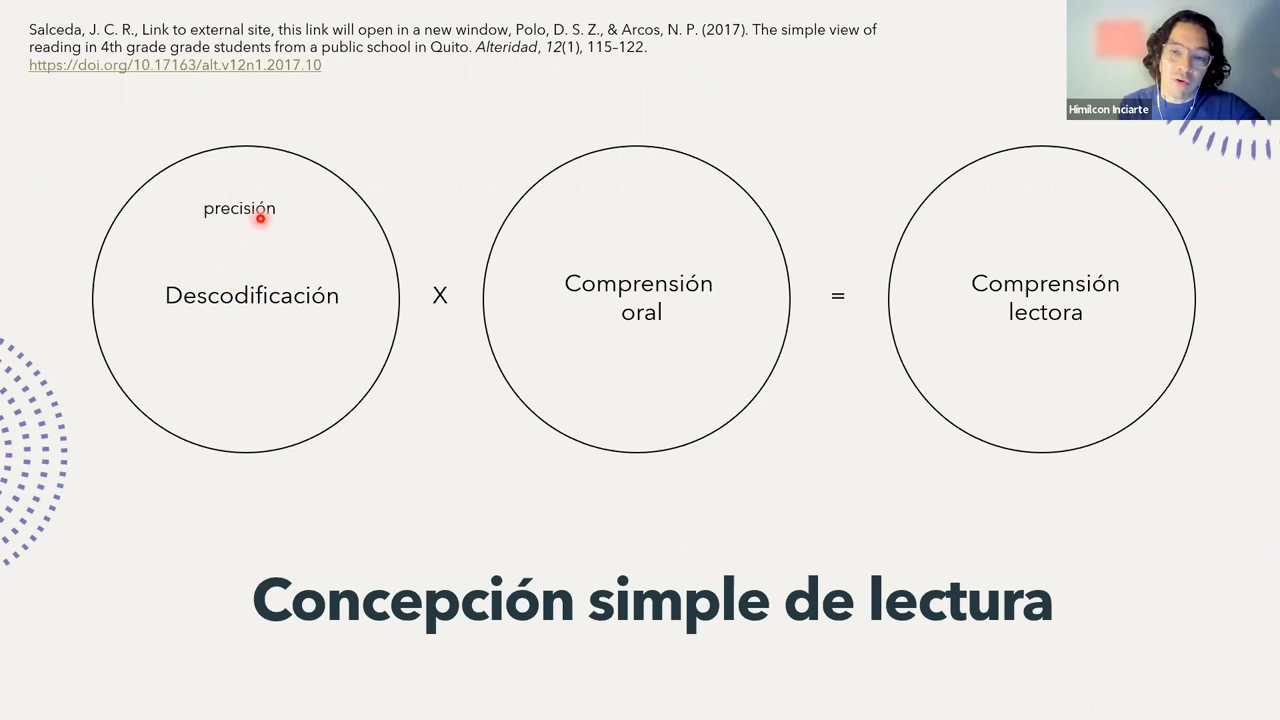 Salceda, J. C. R., Link to external site, this link will open in a new window, Polo, D. S. Z., & Arcos, N. P. (2017). The simple view of
reading in 4th grade grade students from a public school in Quito. Alteridad, 12(1), 115–122.
https://doi.org/10.17163/alt.v12n1.2017.10
Himilcon Inciarte
precisión
Descodificación
X
Comprensión
oral
=
Comprensión
lectora
Concepción simple de lectura